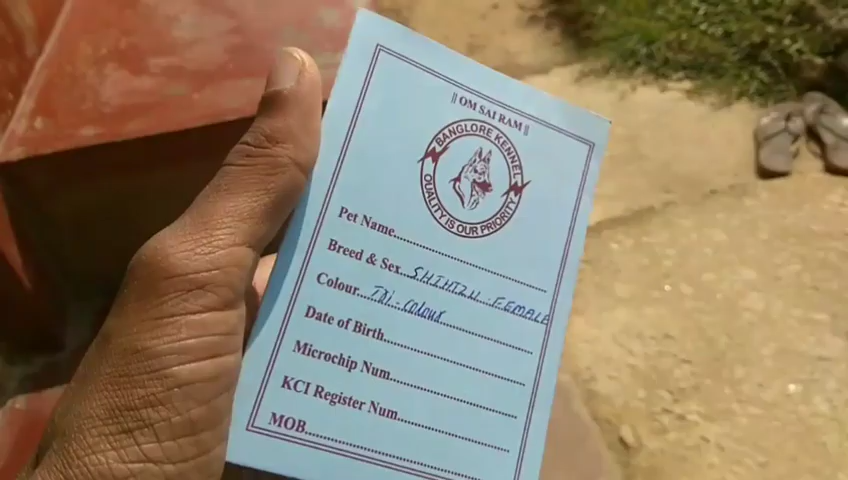 || OM SAI RAM ||
BANGLORE KENNEL
QUALITY IS OUR PRIORITY
Pet Name
Breed & Sex SHIHTZU. FEMALE
Colour Tri-colour
Date of Birth
Microchip Num
KCI Register Num
MOB